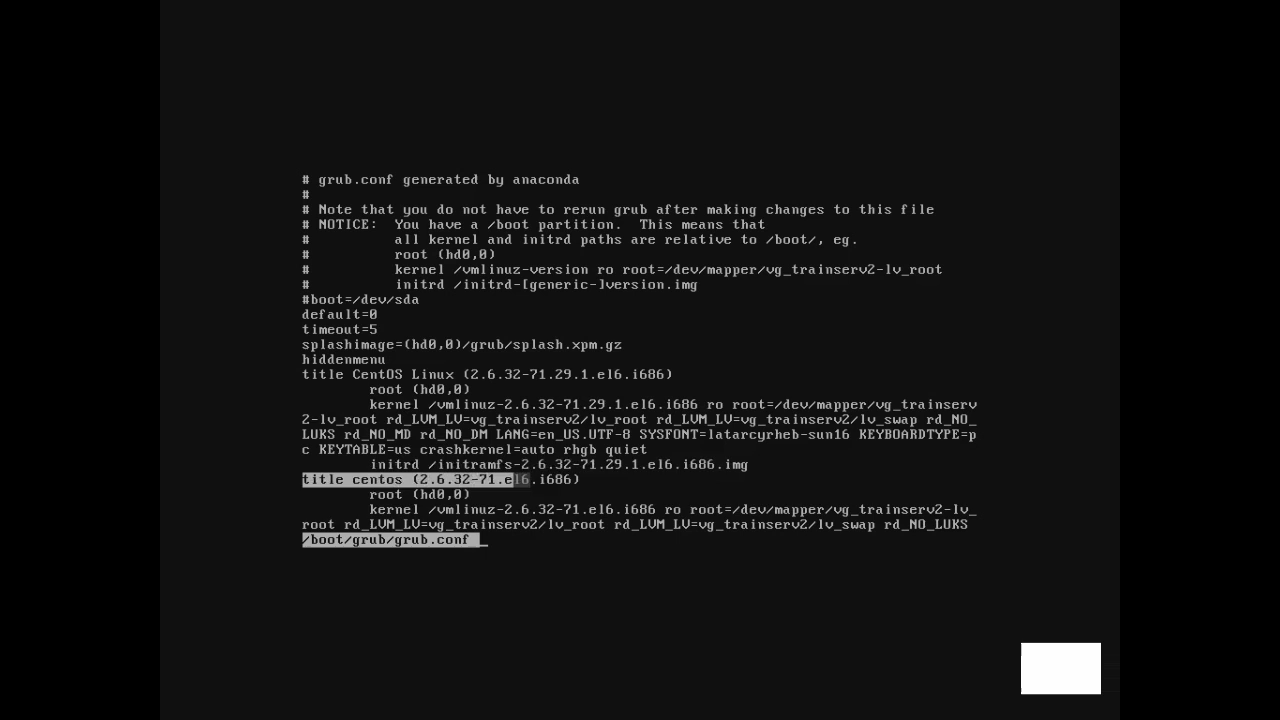 # grub.conf generated by anaconda
#
# Note that you do not have to rerun grub after making changes to this file
# NOTICE:  You have a /boot partition.  This means that
#          all kernel and initrd paths are relative to /boot/, eg.
#          root (hd0,0)
#          kernel /vmlinuz-version ro root=/dev/mapper/vg_trainserv2-lv_root
#          initrd /initrd-[generic-]version.img
#boot=/dev/sda
default=0
timeout=5
splashimage=(hd0,0)/grub/splash.xpm.gz
hiddenmenu
title CentOS Linux (2.6.32-71.29.1.el6.i686)
        root (hd0,0)
        kernel /vmlinuz-2.6.32-71.29.1.el6.i686 ro root=/dev/mapper/vg_trainserv
2-lv_root rd_LVM_LV=vg_trainserv2/lv_root rd_LVM_LV=vg_trainserv2/lv_swap rd_NO_
LUKS rd_NO_MD rd_NO_DM LANG=en_US.UTF-8 SYSFONT=latarcyrheb-sun16 KEYBOARDTYPE=p
c KEYTABLE=us crashkernel=auto rhgb quiet
        initrd /initramfs-2.6.32-71.29.1.el6.i686.img
title centos (2.6.32-71.el6.i686)
        root (hd0,0)
        kernel /vmlinuz-2.6.32-71.el6.i686 ro root=/dev/mapper/vg_trainserv2-lv_
root rd_LVM_LV=vg_trainserv2/lv_root rd_LVM_LV=vg_trainserv2/lv_swap rd_NO_LUKS
/boot/grub/grub.conf